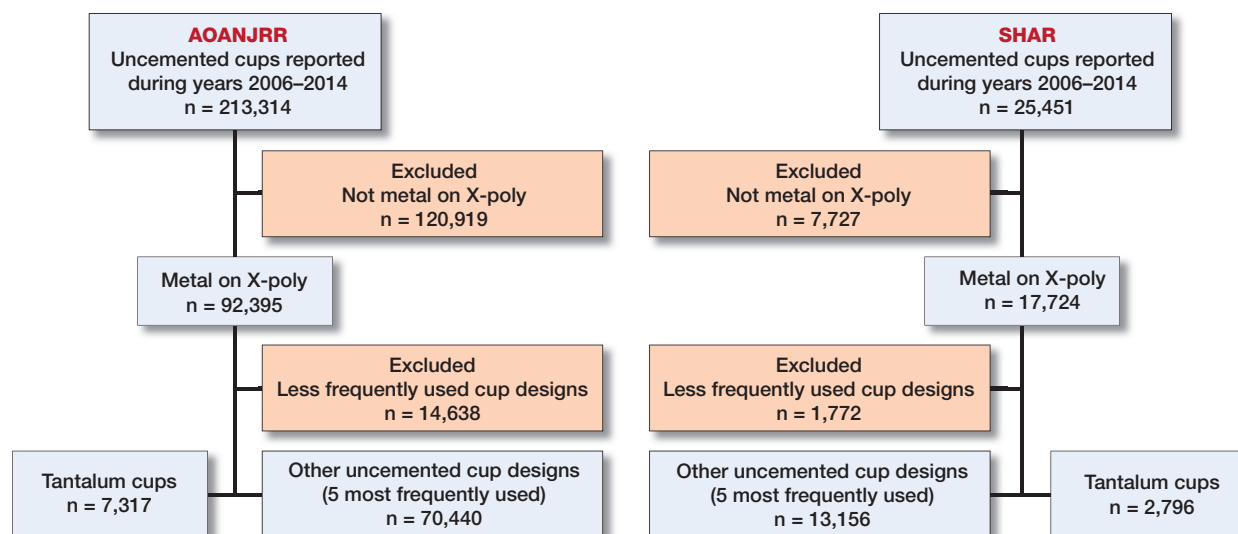 AOANJRR
Uncemented cups reported
during years 2006–2014
n = 213,314
Excluded
Not metal on X-poly
n = 120,919
Metal on X-poly
n = 92,395
Excluded
Less frequently used cup designs
n = 14,638
Tantalum cups
n = 7,317
Other uncemented cup designs
(5 most frequently used)
n = 70,440
SHAR
Uncemented cups reported
during years 2006–2014
n = 25,451
Excluded
Not metal on X-poly
n = 7,727
Metal on X-poly
n = 17,724
Excluded
Less frequently used cup designs
n = 1,772
Other uncemented cup designs
(5 most frequently used)
n = 13,156
Tantalum cups
n = 2,796